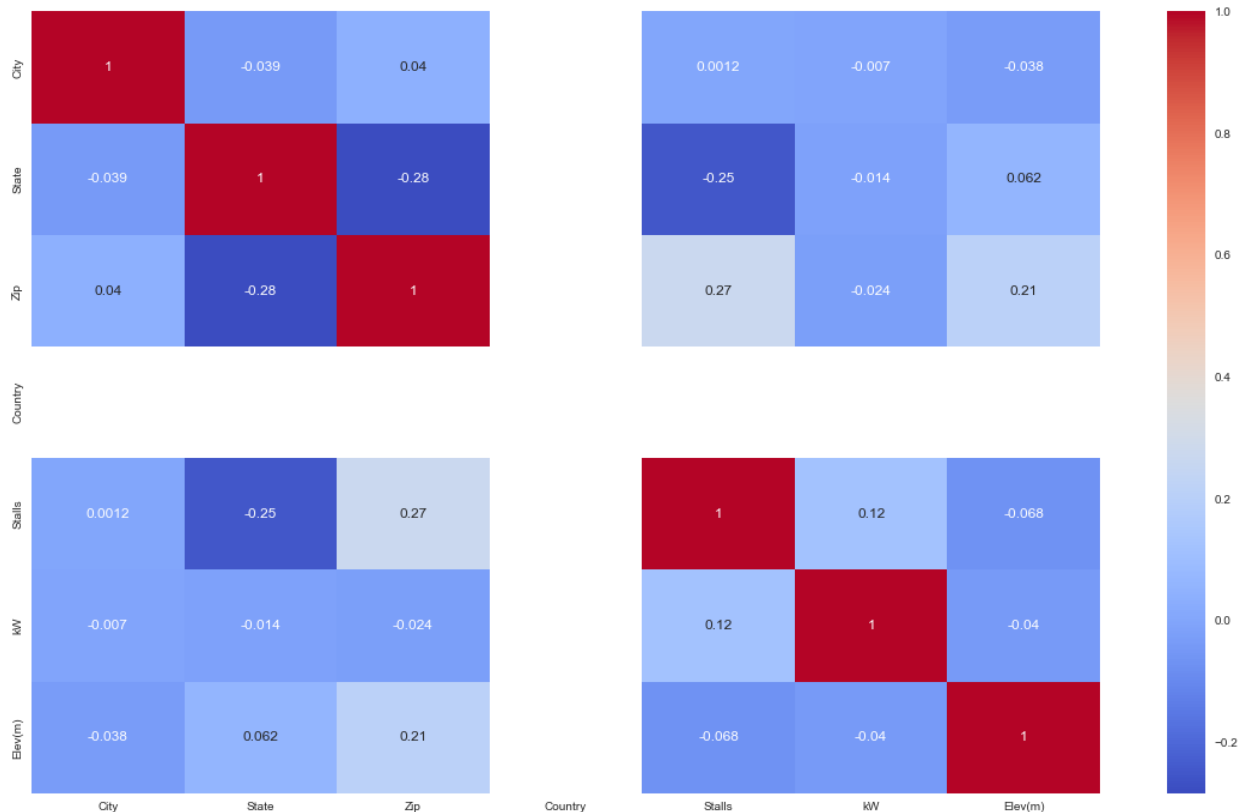 City 1 -0.039 0.04 0.0012 -0.007 -0.038
State -0.039 1 -0.28 -0.25 -0.014 0.062
Zip 0.04 -0.28 1 0.27 -0.024 0.21
Country
Stalls 0.0012 -0.25 0.27 1 0.12 -0.068
kW -0.007 -0.014 -0.024 0.12 1 -0.04
Elev(m) -0.038 0.062 0.21 -0.068 -0.04 1
City State Zip Country Stalls kW Elev(m)
1.0
0.8
0.6
0.4
0.2
0.0
−0.2